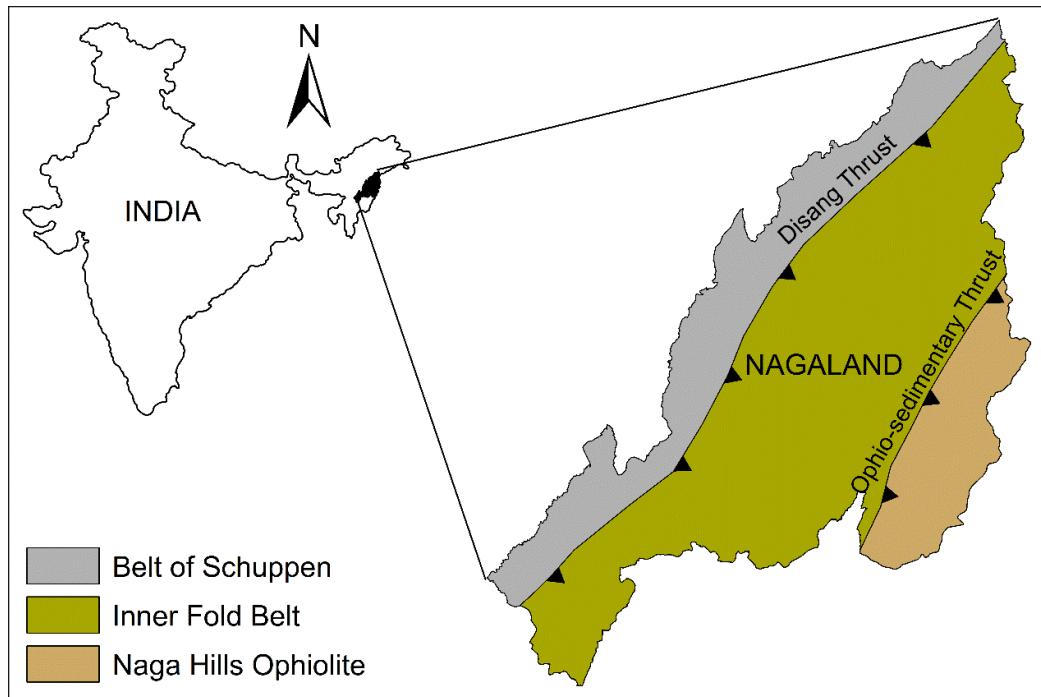 N
INDIA
Disang Thrust
NAGALAND
Ophio-sedimentary Thrust
Belt of Schuppen
Inner Fold Belt
Naga Hills Ophiolite